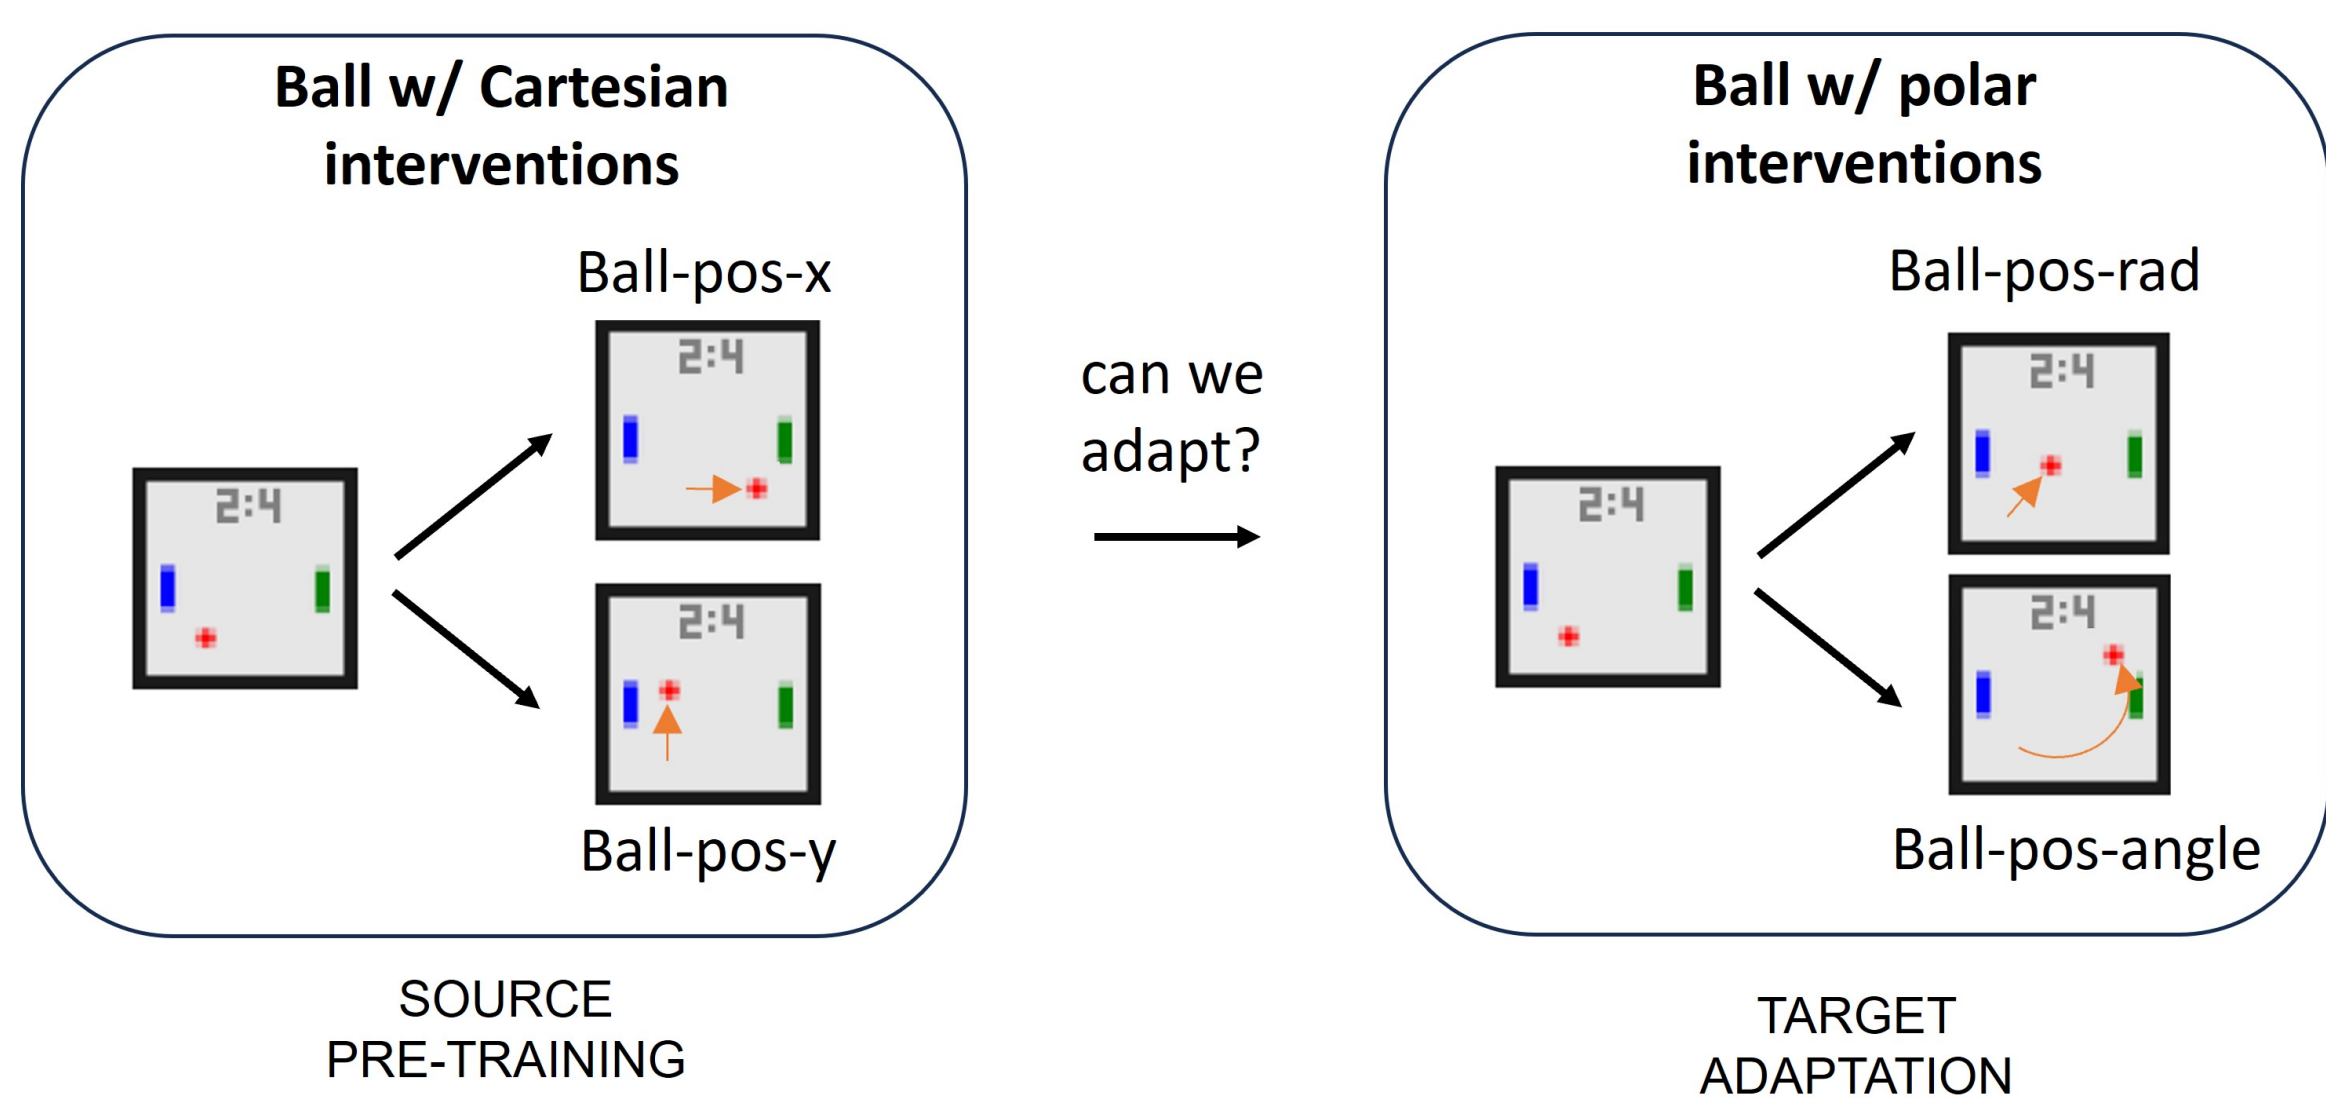 Ball w/ Cartesian
interventions
Ball-pos-x
2:4
2:4
2:4
Ball-pos-y
SOURCE
PRE-TRAINING
can we
adapt?
Ball w/ polar
interventions
Ball-pos-rad
2:4
2:4
2:4
Ball-pos-angle
TARGET
ADAPTATION